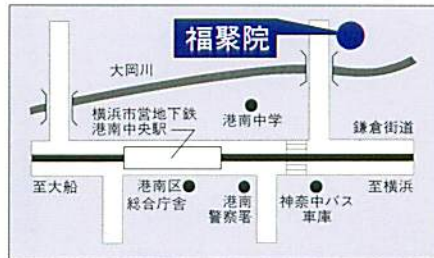 福聚院
大岡川
横浜市営地下鉄
港南中央駅
港南中学
鎌倉街道
至大船
港南区
総合庁舎
港南
警察署
神奈中バス
車庫
至横浜